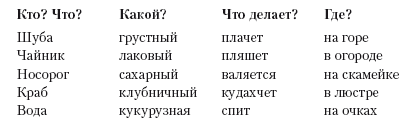 Кто? Что? Какой? Что делает? Где?
Шуба грустный плачет на горе
Чайник лаковый пляшет в огороде
Носорог сахарный валяется на скамейке
Краб клубничный кудахчет в люстре
Вода кукурузная спит на очках